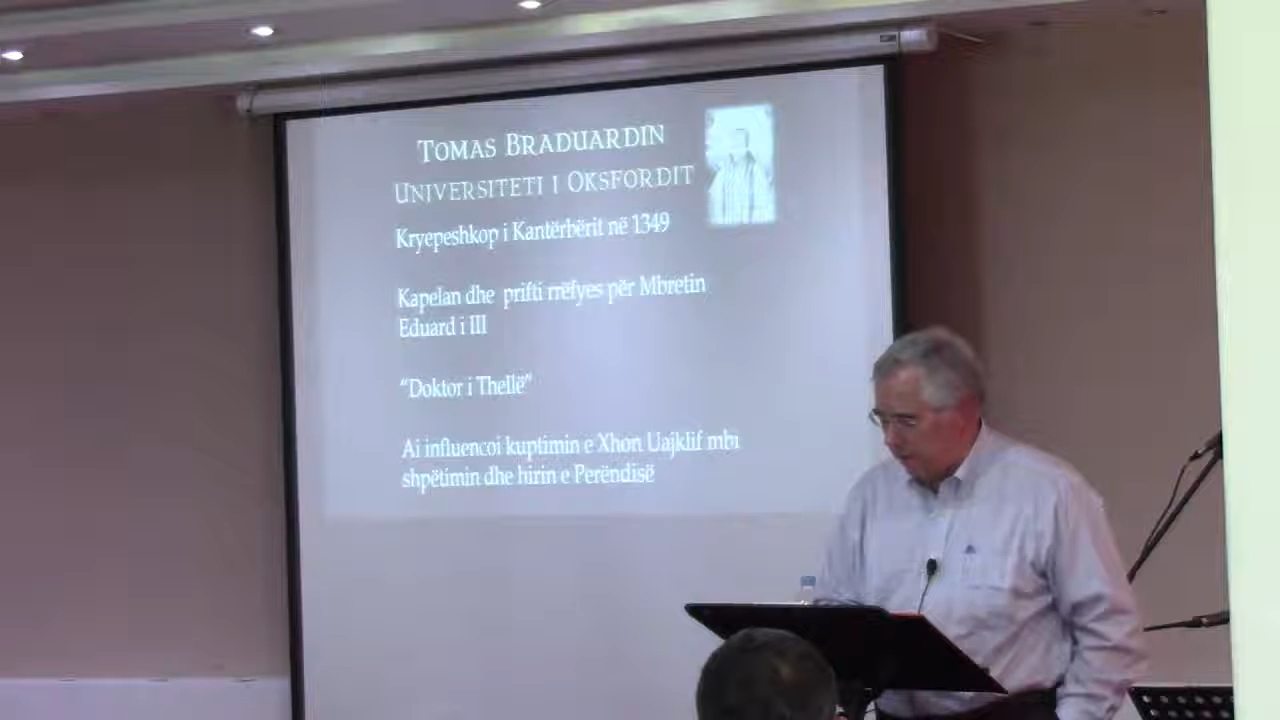 TOMAS BRADUARDIN
UNIVERSITETI I OKSFORDIT
Kryepeshkop i Kantërbërit në 1349
Kapelan dhe prifti rrëfyes për Mbretin
Eduard i III
“Doktor i Thellë”
Ai influencoi kuptimin e Xhon Uajklif mbi
shpëtimin dhe hirin e Perëndisë